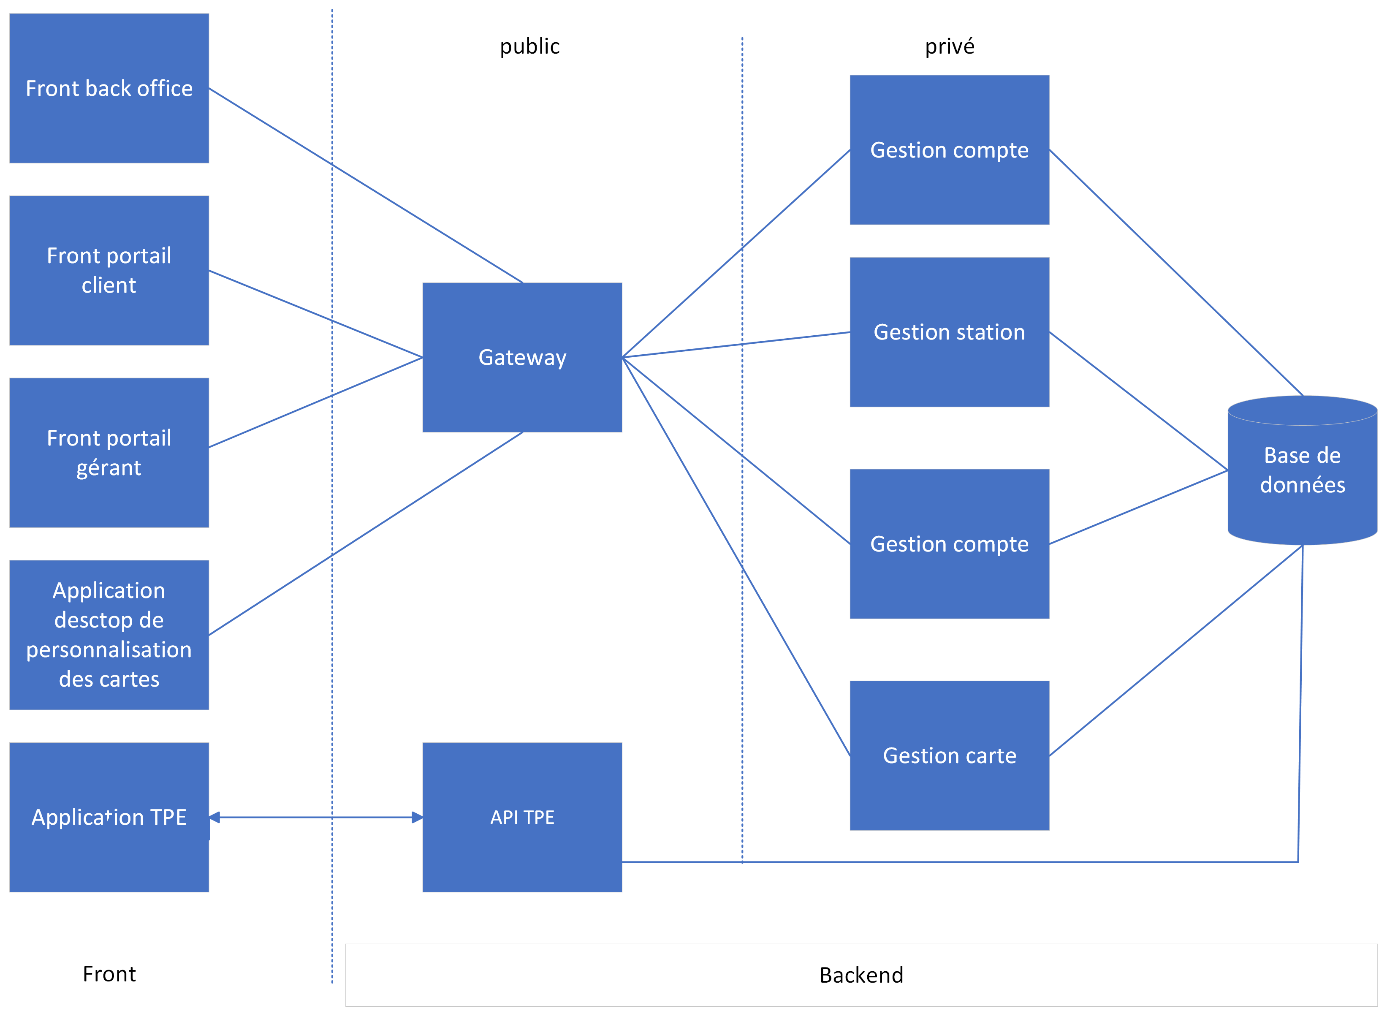 public
privé
Front back office
Gestion compte
Front portail
client
Gestion station
Gateway
Front portail
gérant
Base de
données
Gestion compte
Application
desctop de
personnalisation
des cartes
Gestion carte
Application TPE
API TPE
Front
Backend